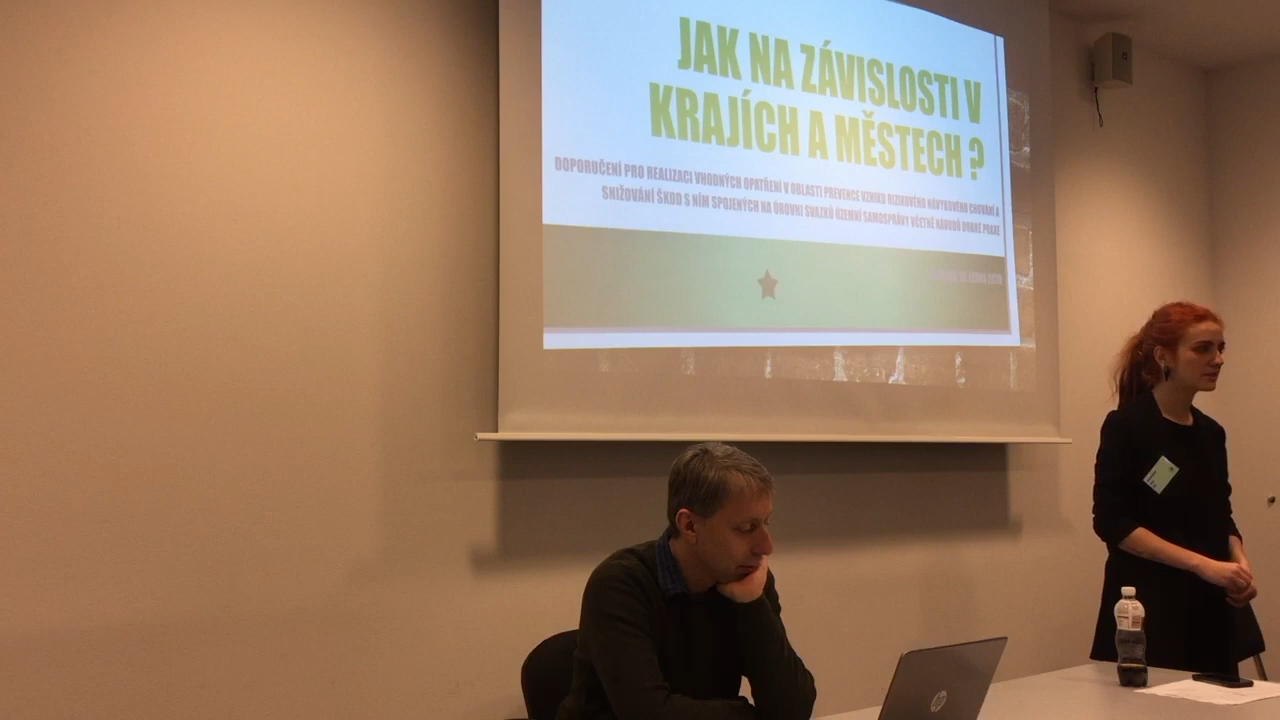 JAK NA ZÁVISLOSTI V
KRAJÍCH A MĚSTECH ?
DOPORUČENÍ PRO REALIZACI VHODNÝCH OPATŘENÍ V OBLASTI PREVENCE VZNIKU RIZIKOVÉHO NÁVYKOVÉHO CHOVÁNÍ A
SNIŽOVÁNÍ ŠKOD S NÍM SPOJENÝCH NA ÚROVNI SVAZKŮ ÚZEMNÍ SAMOSPRÁVY VČETNĚ NÁVODŮ DOBRÉ PRAXE
hp